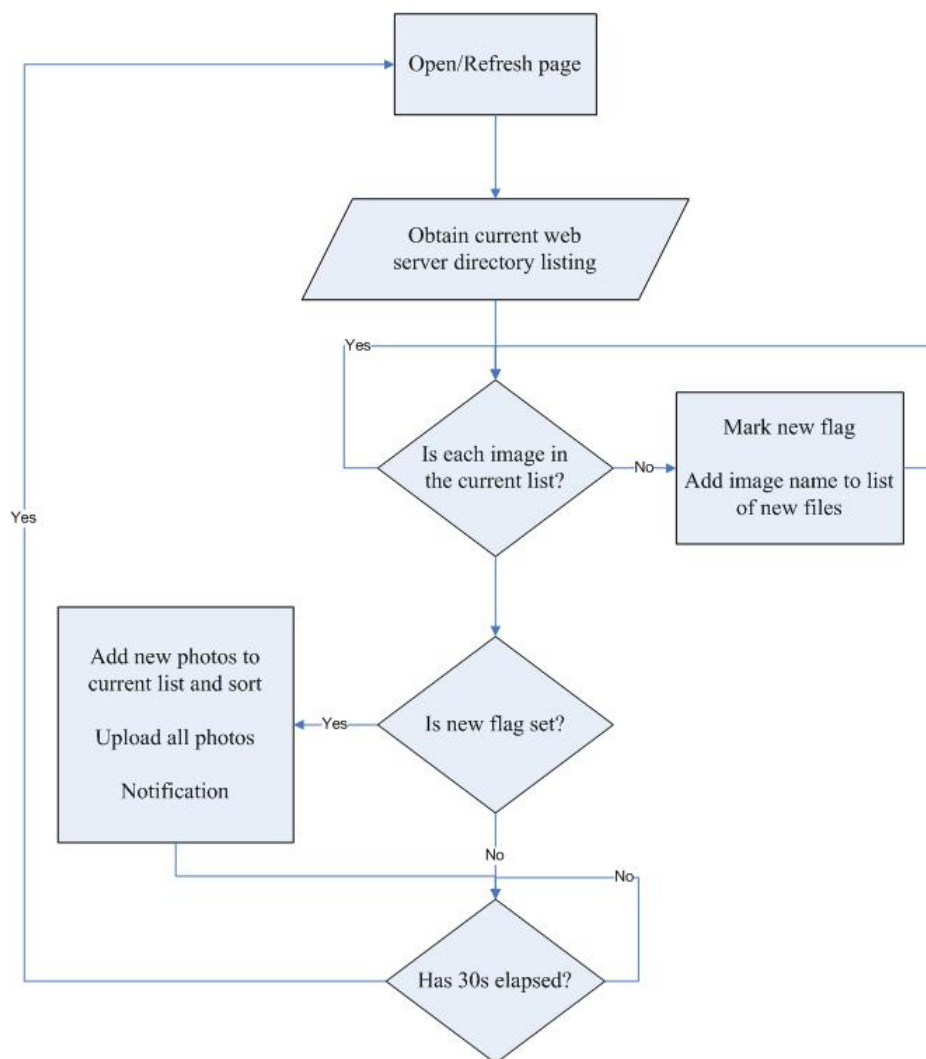 Open/Refresh page
Obtain current web
server directory listing
Yes
Is each image in
the current list?
No
Mark new flag
Add image name to list
of new files
Yes
Add new photos to
current list and sort
Upload all photos
Notification
Yes
Is new flag set?
No
No
Has 30s elapsed?